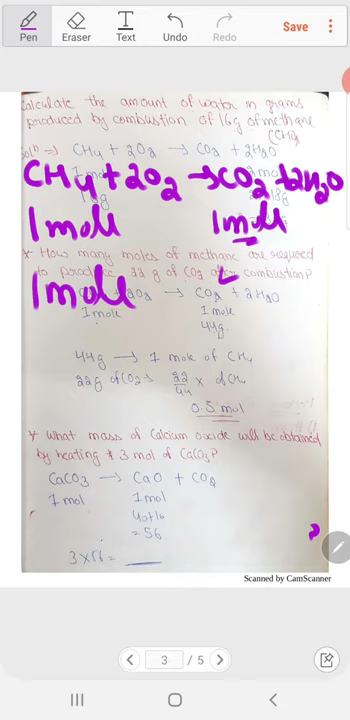 Pen Eraser Text Undo Redo Save
Calculate the amount of water in grams
produced by combustion of 16g of methane
(CH4)
Soln ⇒ CH4 + 2O2 → CO2 + 2H2O
CH4 + 2O2 → CO2 + 2H2O
1 mole 1 mole
* How many moles of methane are required
to produce 22 g of CO2 after combustion?
1 mole
+ 2O2 → CO2 + 2H2O
1 mole 1 mole
44g.
44g → 1 mole of CH4
22g of CO2 → 22/44 × of CH4
0.5 mol
* What mass of Calcium oxide will be obtained
by heating 3 mol of CaCO3?
CaCO3 → CaO + CO2
1 mol 1 mol
40+16
= 56
3 × 56 =
Scanned by CamScanner
3 / 5